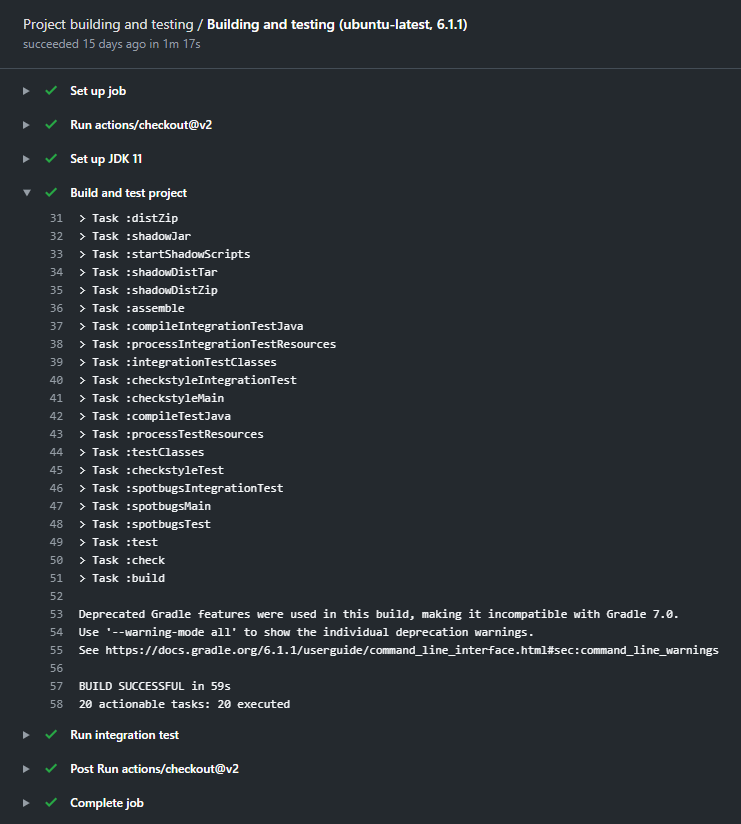 Project building and testing / Building and testing (ubuntu-latest, 6.1.1)
succeeded 15 days ago in 1m 17s
Set up job
Run actions/checkout@v2
Set up JDK 11
Build and test project
31 > Task :distZip
32 > Task :shadowJar
33 > Task :startShadowScripts
34 > Task :shadowDistTar
35 > Task :shadowDistZip
36 > Task :assemble
37 > Task :compileIntegrationTestJava
38 > Task :processIntegrationTestResources
39 > Task :integrationTestClasses
40 > Task :checkstyleIntegrationTest
41 > Task :checkstyleMain
42 > Task :compileTestJava
43 > Task :processTestResources
44 > Task :testClasses
45 > Task :checkstyleTest
46 > Task :spotbugsIntegrationTest
47 > Task :spotbugsMain
48 > Task :spotbugsTest
49 > Task :test
50 > Task :check
51 > Task :build
52
53 Deprecated Gradle features were used in this build, making it incompatible with Gradle 7.0.
54 Use '--warning-mode all' to show the individual deprecation warnings.
55 See https://docs.gradle.org/6.1.1/userguide/command_line_interface.html#sec:command_line_warnings
56
57 BUILD SUCCESSFUL in 59s
58 20 actionable tasks: 20 executed
Run integration test
Post Run actions/checkout@v2
Complete job